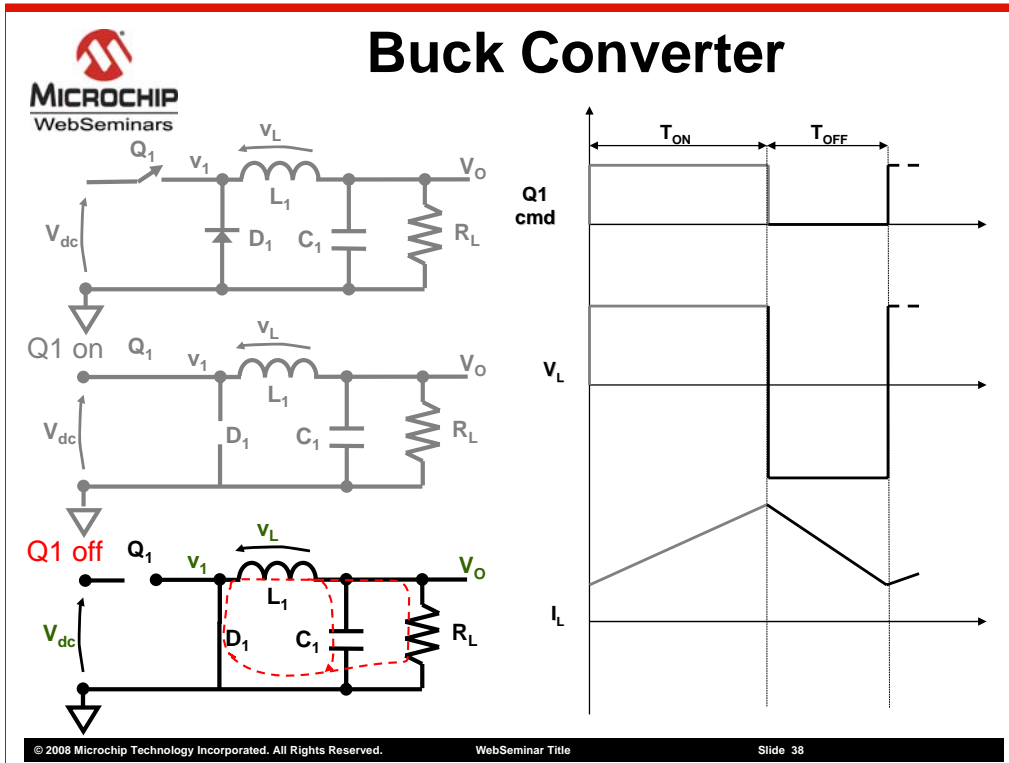 Buck Converter
MICROCHIP
WebSeminars
Q1
v1
vL
L1
VO
Vdc
D1
C1
RL
Q1 on
Q1
v1
vL
L1
VO
Vdc
D1
C1
RL
Q1 off
Q1
v1
vL
L1
VO
Vdc
D1
C1
RL
TON
TOFF
Q1
cmd
VL
IL
© 2008 Microchip Technology Incorporated. All Rights Reserved. WebSeminar Title Slide 38